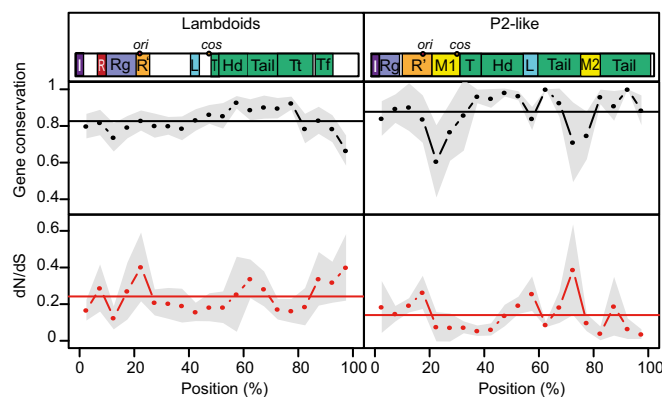 Lambdoids P2-like
ori cos ori cos
I R Rg R' L T Hd Tail Tt Tf I Rg R' M1 T Hd L Tail M2 Tail
Gene conservation
1
0.8
0.6
0.4
dN/dS
0.6
0.4
0.2
0
0 20 40 60 80 100 0 20 40 60 80 100
Position (%) Position (%)